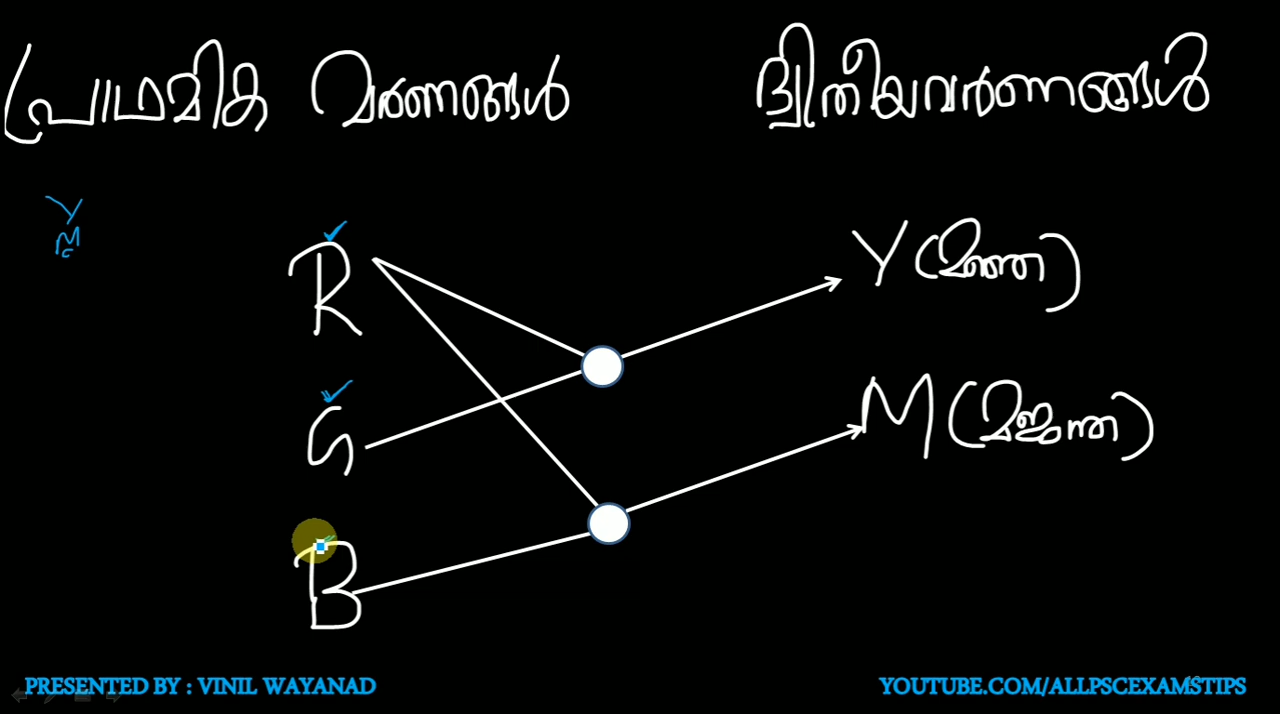 പ്രാഥമിക വർണങ്ങൾ
ദ്വിതീയവർണങ്ങൾ
Y
R
Y (മഞ്ഞ)
G
M (മജന്ത)
B
PRESENTED BY : VINIL WAYANAD
YOUTUBE.COM/ALLPSCEXAMSTIPS